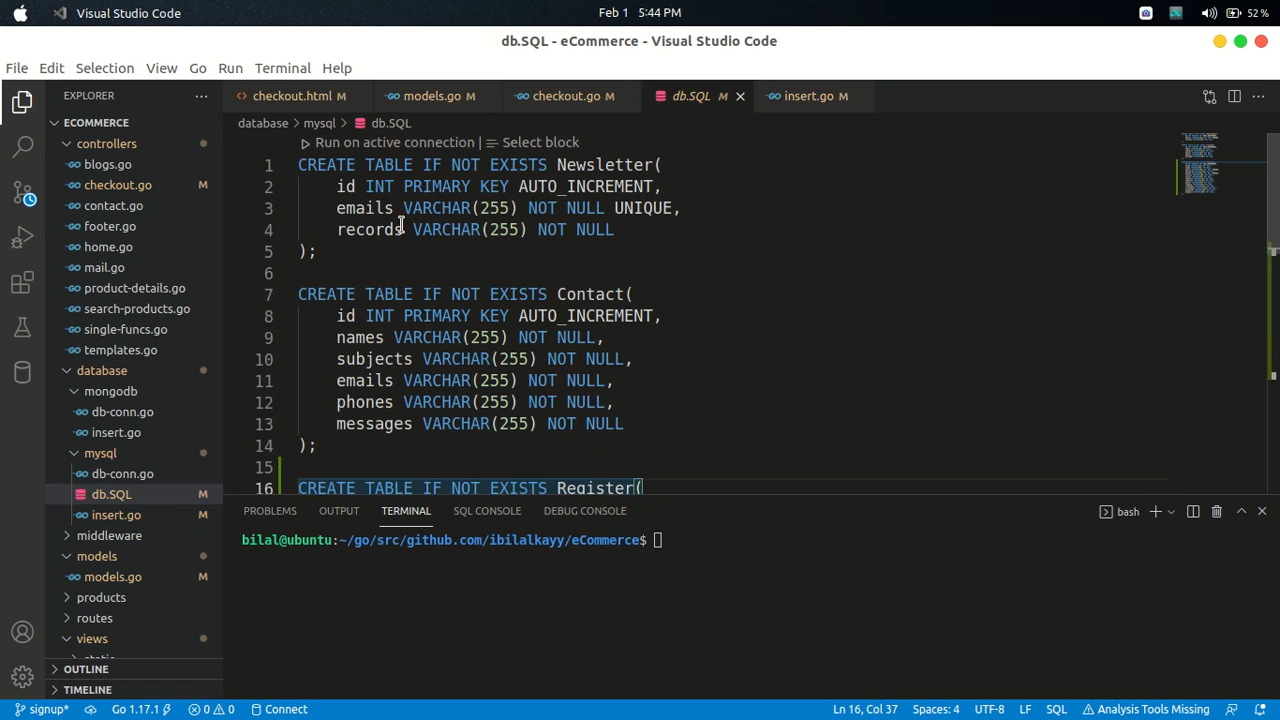 Visual Studio Code
Feb 1 5:44 PM
52 %
db.SQL - eCommerce - Visual Studio Code
File Edit Selection View Go Run Terminal Help
EXPLORER
checkout.html M
models.go M
checkout.go M
db.SQL M
insert.go M
ECOMMERCE
controllers
blogs.go
checkout.go M
contact.go
footer.go
home.go
mail.go
product-details.go
search-products.go
single-funcs.go
templates.go
database
mongodb
db-conn.go
insert.go
mysql
db-conn.go
db.SQL M
insert.go M
middleware
models
models.go M
products
routes
views
OUTLINE
TIMELINE
database > mysql > db.SQL
Run on active connection | Select block
1 CREATE TABLE IF NOT EXISTS Newsletter(
2 id INT PRIMARY KEY AUTO_INCREMENT,
3 emails VARCHAR(255) NOT NULL UNIQUE,
4 records VARCHAR(255) NOT NULL
5 );
6
7 CREATE TABLE IF NOT EXISTS Contact(
8 id INT PRIMARY KEY AUTO_INCREMENT,
9 names VARCHAR(255) NOT NULL,
10 subjects VARCHAR(255) NOT NULL,
11 emails VARCHAR(255) NOT NULL,
12 phones VARCHAR(255) NOT NULL,
13 messages VARCHAR(255) NOT NULL
14 );
15
16 CREATE TABLE IF NOT EXISTS Register(
PROBLEMS OUTPUT TERMINAL SQL CONSOLE DEBUG CONSOLE
bash
bilal@ubuntu:~/go/src/github.com/ibilalkayy/eCommerce$
signup* Go 1.17.1 0 0 Connect
Ln 16, Col 37 Spaces: 4 UTF-8 LF SQL Analysis Tools Missing